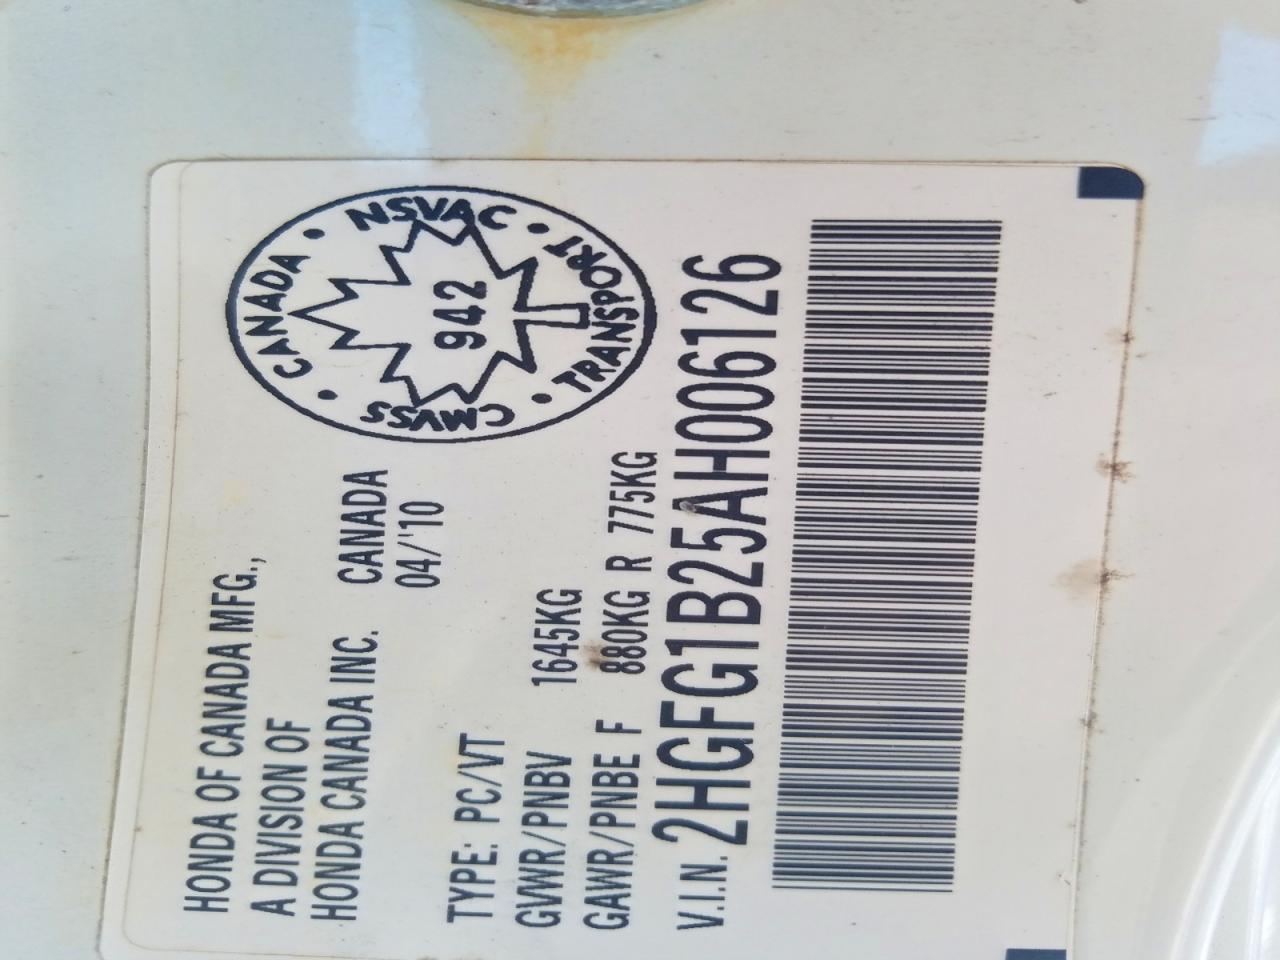 HONDA OF CANADA MFG.,
A DIVISION OF
HONDA CANADA INC. CANADA
04/'10
TYPE: PC/VT
GVWR/PNBV 1645KG
GAWR/PNBE F 880KG R 775KG
V.I.N. 2HGFG1B25AH006126
CANADA • NSVAC • TRANSPORT • CMVSS •
942